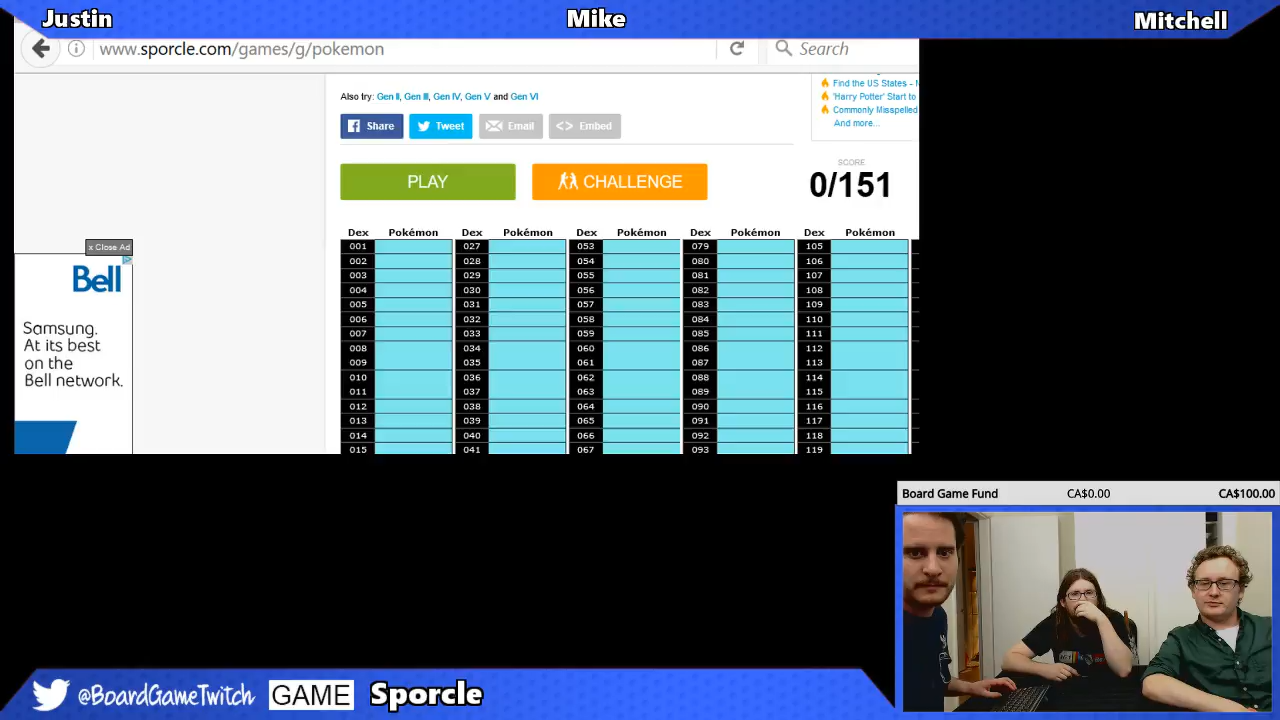 Justin Mike Mitchell
www.sporcle.com/games/g/pokemon Search
Also try: Gen II, Gen III, Gen IV, Gen V and Gen VI
Find the US States -
'Harry Potter' Start to
Commonly Misspelled
And more...
Share Tweet Email Embed
PLAY CHALLENGE
SCORE
0/151
Dex Pokémon Dex Pokémon Dex Pokémon Dex Pokémon Dex Pokémon
001 027 053 079 105
002 028 054 080 106
003 029 055 081 107
004 030 056 082 108
005 031 057 083 109
006 032 058 084 110
007 033 059 085 111
008 034 060 086 112
009 035 061 087 113
010 036 062 088 114
011 037 063 089 115
012 038 064 090 116
013 039 065 091 117
014 040 066 092 118
015 041 067 093 119
x Close Ad
Bell
Samsung.
At its best
on the
Bell network.
Board Game Fund CA$0.00 CA$100.00
@BoardGameTwitch GAME Sporcle